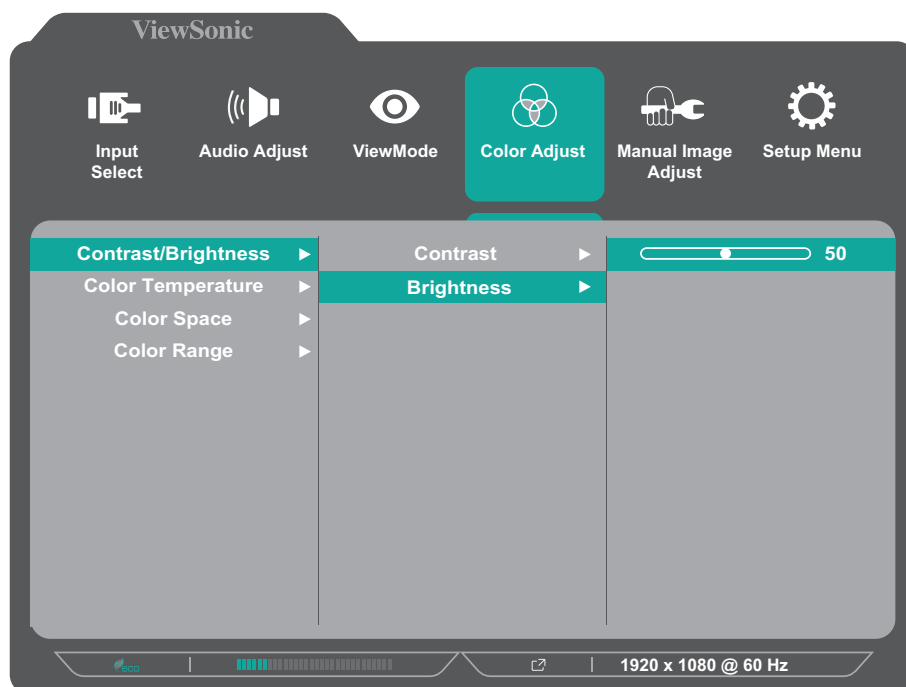 ViewSonic
Input Select
Audio Adjust
ViewMode
Color Adjust
Manual Image Adjust
Setup Menu
Contrast/Brightness
Contrast
50
Color Temperature
Brightness
Color Space
Color Range
eco
1920 x 1080 @ 60 Hz